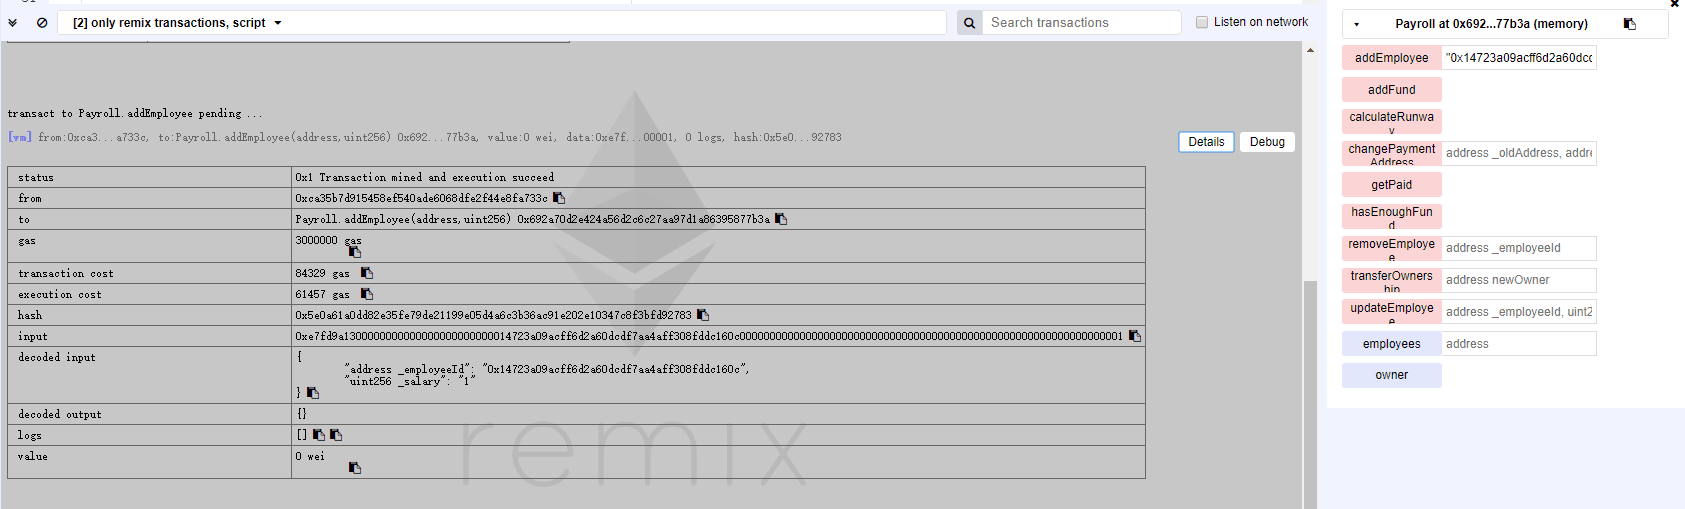 [2] only remix transactions, script
Search transactions
Listen on network
transact to Payroll.addEmployee pending ...
[vm] from:0xca3...a733c, to:Payroll.addEmployee(address,uint256) 0x692...77b3a, value:0 wei, data:0xe7f...00001, 0 logs, hash:0x5e0...92783
Details
Debug
status 0x1 Transaction mined and execution succeed
from 0xca35b7d915458ef540ade6068dfe2f44e8fa733c
to Payroll.addEmployee(address,uint256) 0x692a70d2e424a56d2c6c27aa97d1a86395877b3a
gas 3000000 gas
transaction cost 84329 gas
execution cost 61457 gas
hash 0x5e0a61a0dd82e35fe79de21199e05d4a6c3b36ac91e202e10347c8f3bfd92783
input 0xe7fd9a1300000000000000000000000014723a09acff6d2a60dcdf7aa4aff308fddc160c0000000000000000000000000000000000000000000000000000000000000001
decoded input {
"address _employeeId": "0x14723a09acff6d2a60dcdf7aa4aff308fddc160c",
"uint256 _salary": "1"
}
decoded output {}
logs []
value 0 wei
remix
Payroll at 0x692...77b3a (memory)
addEmployee "0x14723a09acff6d2a60dcc
addFund
calculateRunway
changePayment
Address address _oldAddress, addre
getPaid
hasEnoughFund
removeEmployee address _employeeId
transferOwnership address newOwner
updateEmployee address _employeeId, uint2
employees address
owner